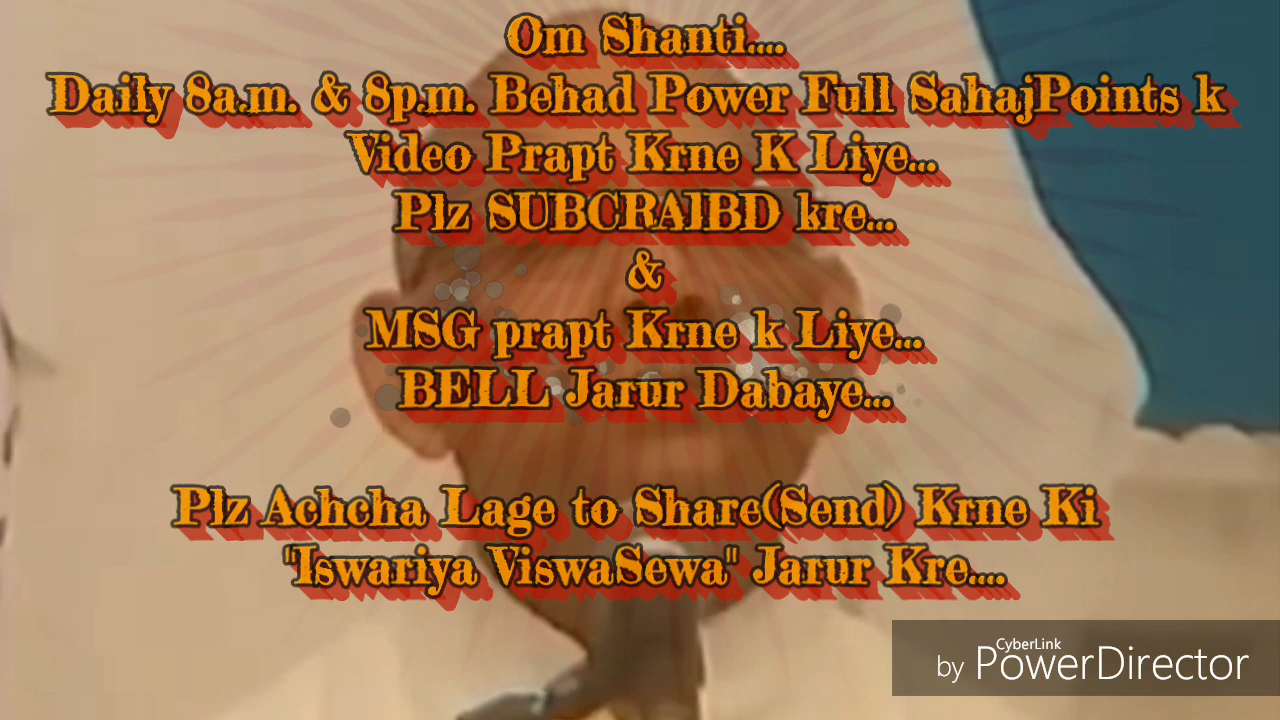 Om Shanti....
Daily 8a.m. & 8p.m. Behad Power Full SahajPoints k
Video Prapt Krne K Liye...
Plz SUBCRAIBD kre...
&
MSG prapt Krne k Liye...
BELL Jarur Dabaye...
Plz Achcha Lage to Share(Send) Krne Ki
"Iswariya ViswaSewa" Jarur Kre....
CyberLink
by PowerDirector